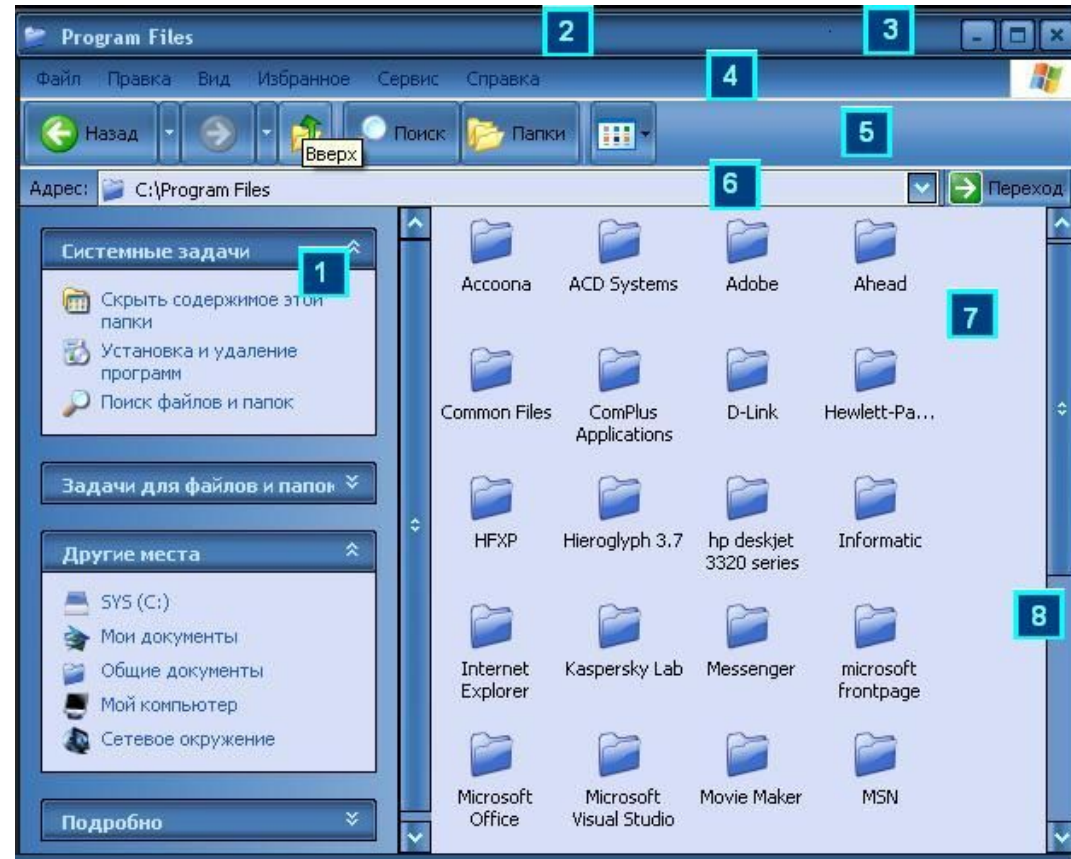 Program Files
2
3
Файл Правка Вид Избранное Сервис Справка
4
Назад
Поиск
Папки
5
Вверх
Адрес: C:\Program Files
6
Переход
Системные задачи
1
Скрыть содержимое этой
папки
Установка и удаление
программ
Поиск файлов и папок
Задачи для файлов и папок
Другие места
SYS (C:)
Мои документы
Общие документы
Мой компьютер
Сетевое окружение
Подробно
Accoona
ACD Systems
Adobe
Ahead
7
Common Files
ComPlus
Applications
D-Link
Hewlett-Pa...
HFXP
Hieroglyph 3.7
hp deskjet
3320 series
Informatic
8
Internet
Explorer
Kaspersky Lab
Messenger
microsoft
frontpage
Microsoft
Office
Microsoft
Visual Studio
Movie Maker
MSN